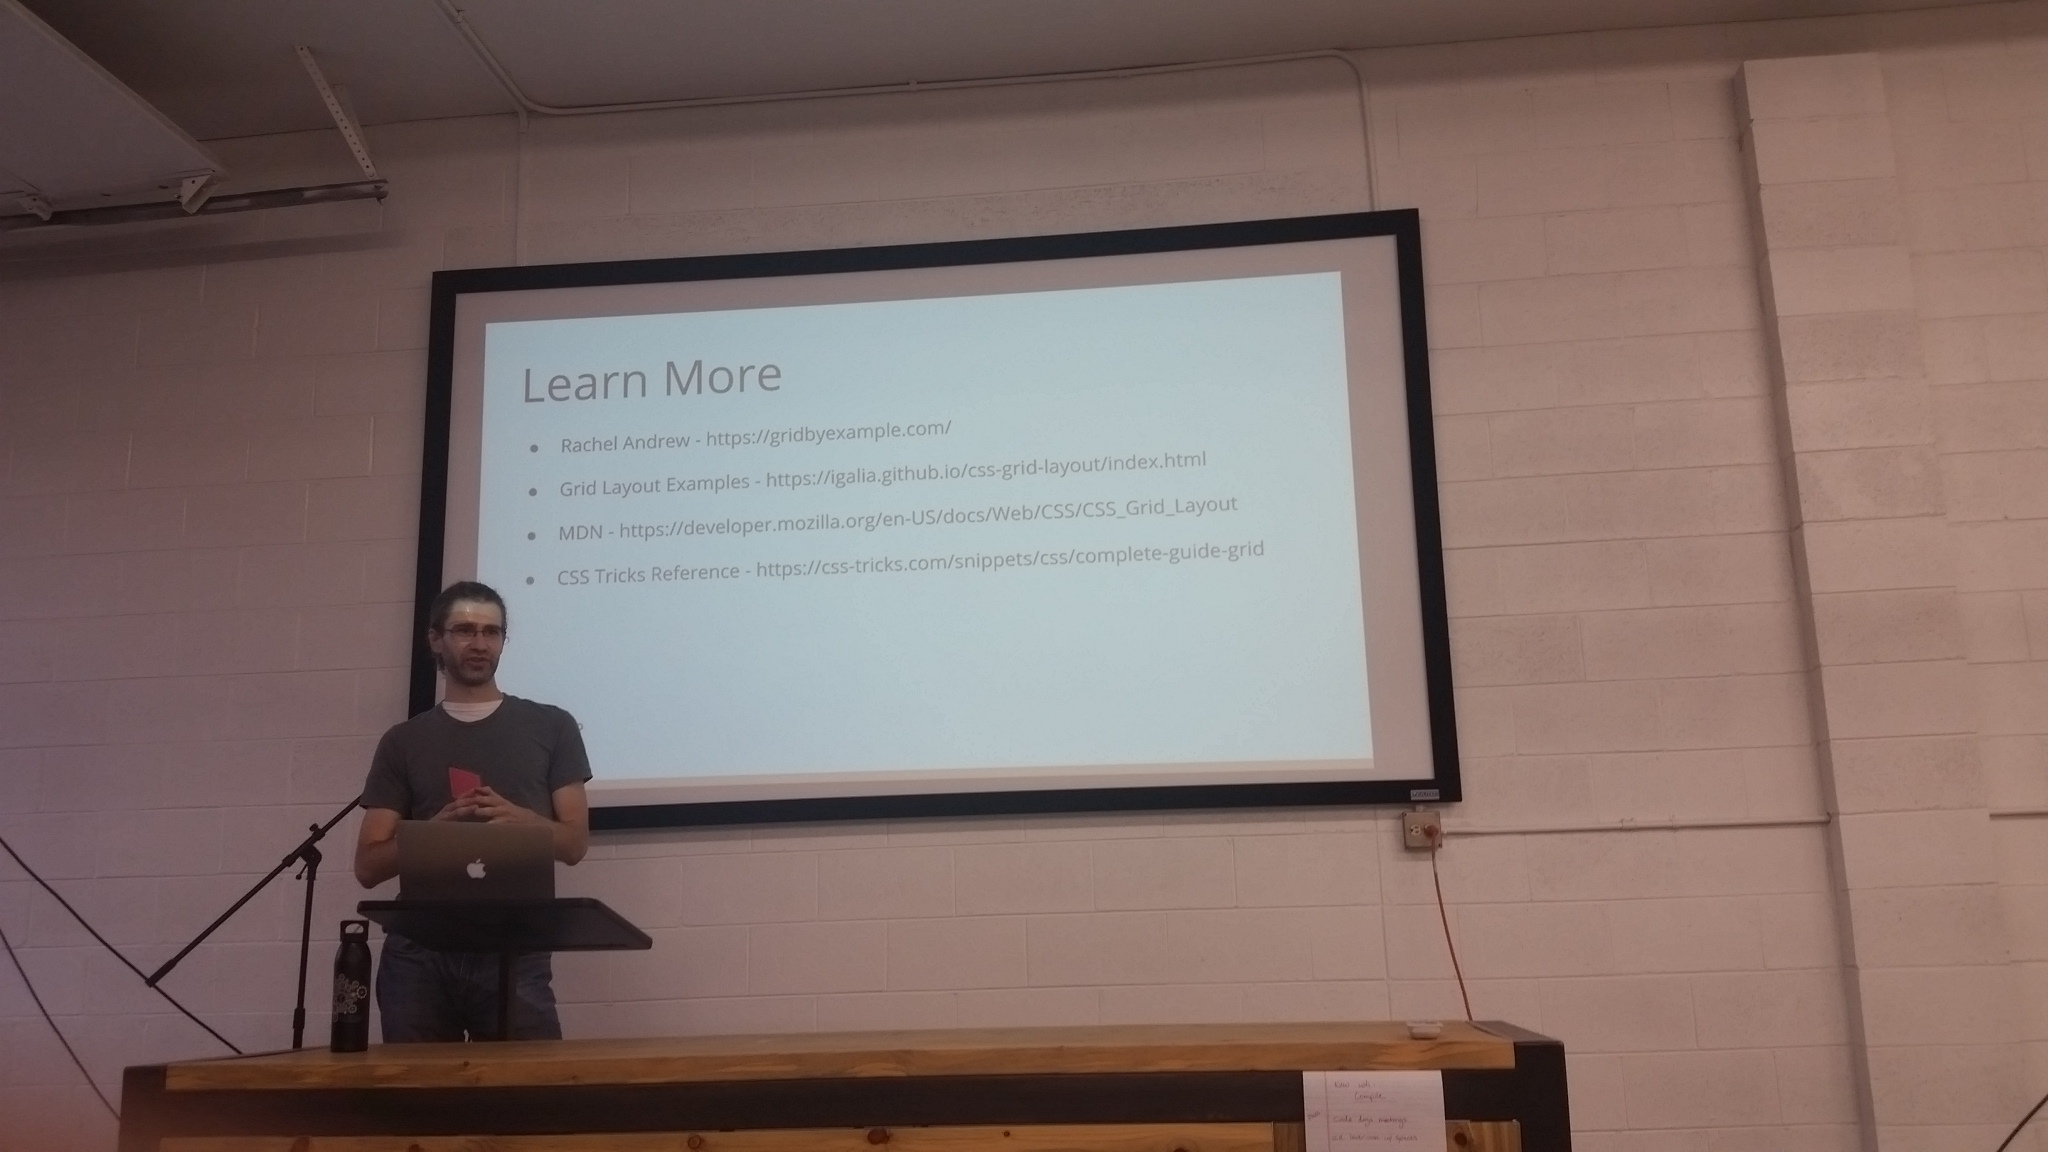 Learn More
Rachel Andrew - https://gridbyexample.com/
Grid Layout Examples - https://igalia.github.io/css-grid-layout/index.html
MDN - https://developer.mozilla.org/en-US/docs/Web/CSS/CSS_Grid_Layout
CSS Tricks Reference - https://css-tricks.com/snippets/css/complete-guide-grid
Compile
meetings